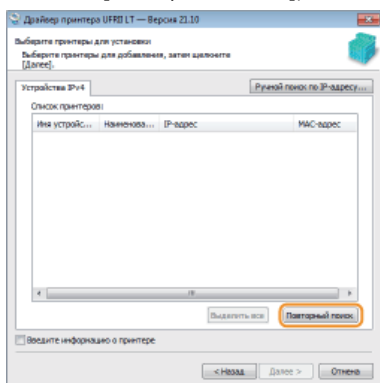 Драйвер принтера UFRII LT — Версия 21.10
Выберите принтеры для установки
Выберите принтеры для добавления, затем щелкните
[Далее].
Устройства IPv4
Ручной поиск по IP-адресу...
Список принтеров:
Имя устройс... Наименова... IP-адрес MAC-адрес
Выделить все Повторный поиск
Введите информацию о принтере
< Назад Далее > Отмена